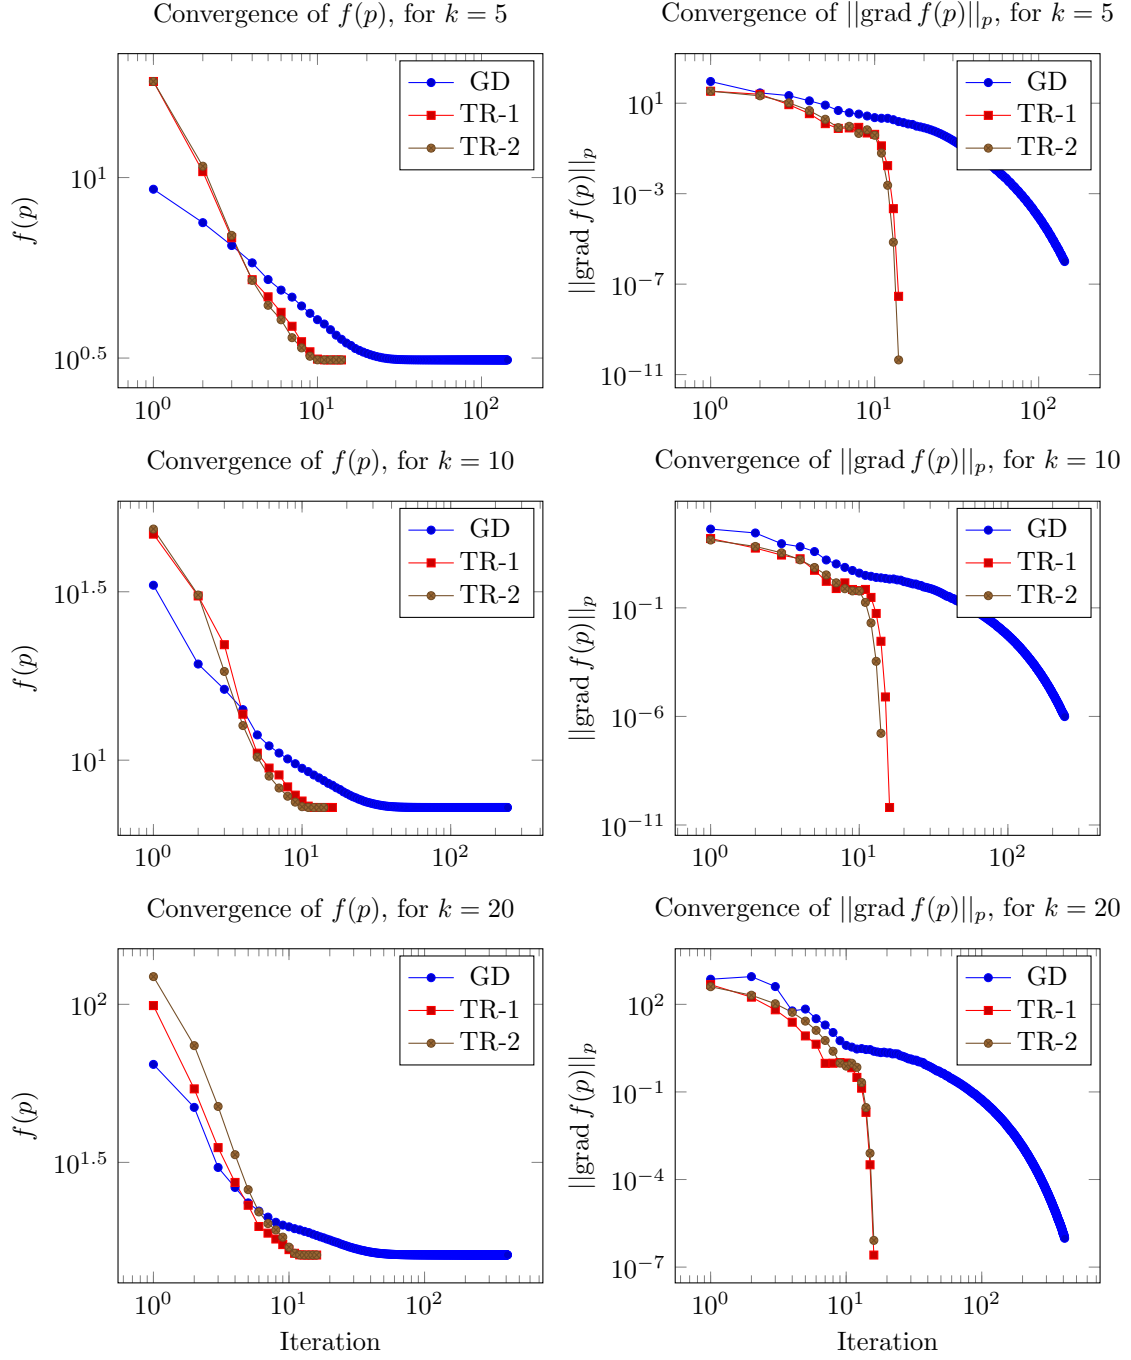 Convergence of f(p), for k = 5
10^1
10^0.5
f(p)
GD
TR-1
TR-2
10^0 10^1 10^2
Convergence of ||grad f(p)||_p, for k = 5
10^1
10^−3
10^−7
10^−11
||grad f(p)||_p
GD
TR-1
TR-2
10^0 10^1 10^2
Convergence of f(p), for k = 10
10^1.5
10^1
f(p)
GD
TR-1
TR-2
10^0 10^1 10^2
Convergence of ||grad f(p)||_p, for k = 10
10^−1
10^−6
10^−11
||grad f(p)||_p
GD
TR-1
TR-2
10^0 10^1 10^2
Convergence of f(p), for k = 20
10^2
10^1.5
f(p)
GD
TR-1
TR-2
10^0 10^1 10^2
Iteration
Convergence of ||grad f(p)||_p, for k = 20
10^2
10^−1
10^−4
10^−7
||grad f(p)||_p
GD
TR-1
TR-2
10^0 10^1 10^2
Iteration